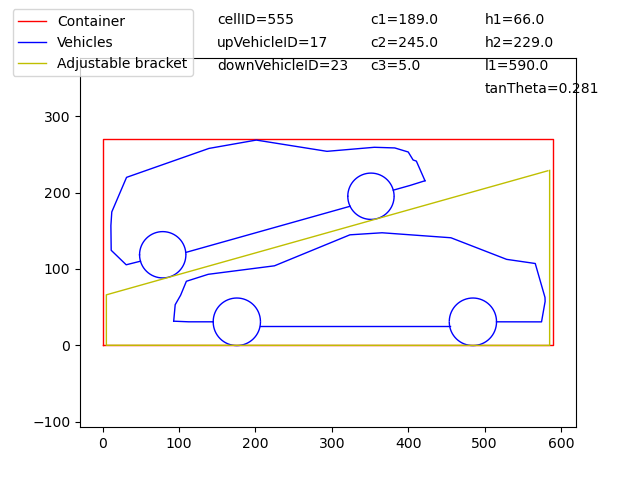 Container
Vehicles
Adjustable bracket
cellID=555
upVehicleID=17
downVehicleID=23
c1=189.0
c2=245.0
c3=5.0
h1=66.0
h2=229.0
l1=590.0
tanTheta=0.281
300
200
100
0
−100
0 100 200 300 400 500 600